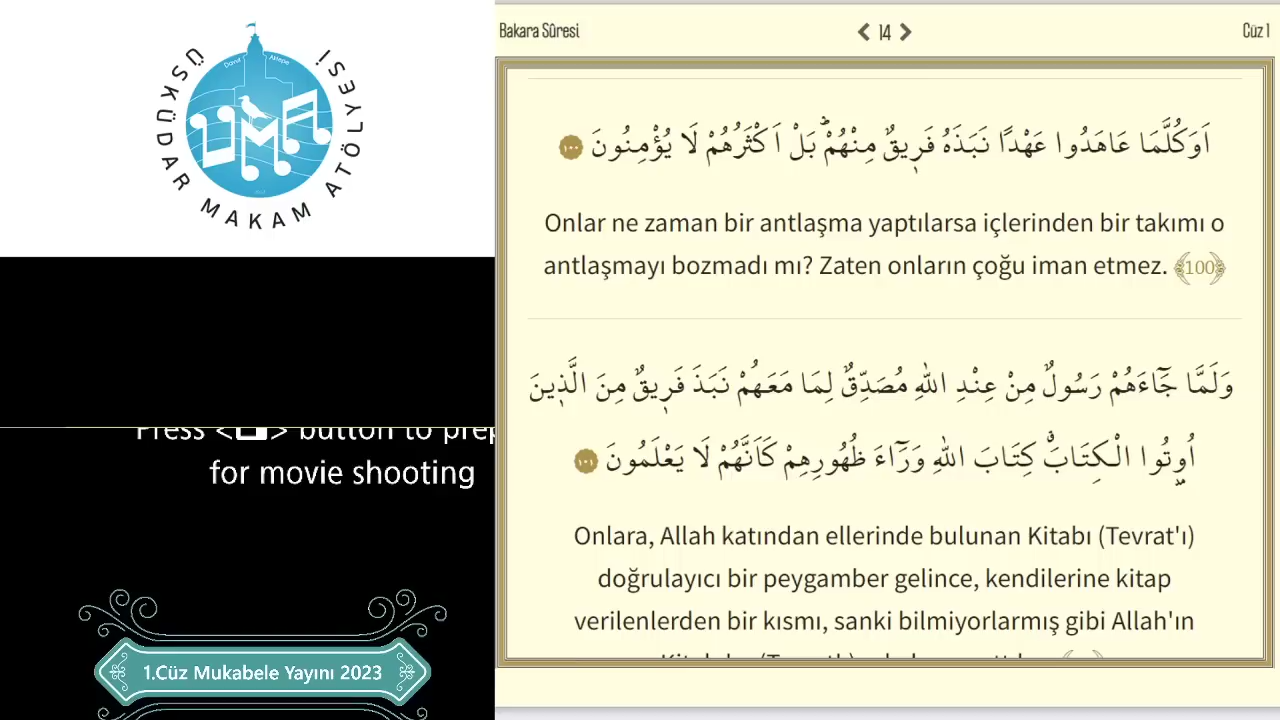 ÜSKÜDAR MAKAM ATÖLYESİ
UMA
Press < > button to prep
for movie shooting
1.Cüz Mukabele Yayını 2023
Bakara Sûresi
14
Cüz 1
اَوَكُلَّمَا عَاهَدُوا عَهْدًا نَبَذَهُ فَرٖيقٌ مِنْهُمْؕ بَلْ اَكْثَرُهُمْ لَا يُؤْمِنُونَ ١٠٠
Onlar ne zaman bir antlaşma yaptılarsa içlerinden bir takımı o
antlaşmayı bozmadı mı? Zaten onların çoğu iman etmez. ﴾100﴿
وَلَمَّا جَٓاءَهُمْ رَسُولٌ مِنْ عِنْدِ اللّٰهِ مُصَدِّقٌ لِمَا مَعَهُمْ نَبَذَ فَرٖيقٌ مِنَ الَّذٖينَ
اُو۫تُوا الْكِتَابَۗ كِتَابَ اللّٰهِ وَرَٓاءَ ظُهُورِهِمْ كَاَنَّهُمْ لَا يَعْلَمُونَ ١٠١
Onlara, Allah katından ellerinde bulunan Kitabı (Tevrat'ı)
doğrulayıcı bir peygamber gelince, kendilerine kitap
verilenlerden bir kısmı, sanki bilmiyorlarmış gibi Allah'ın